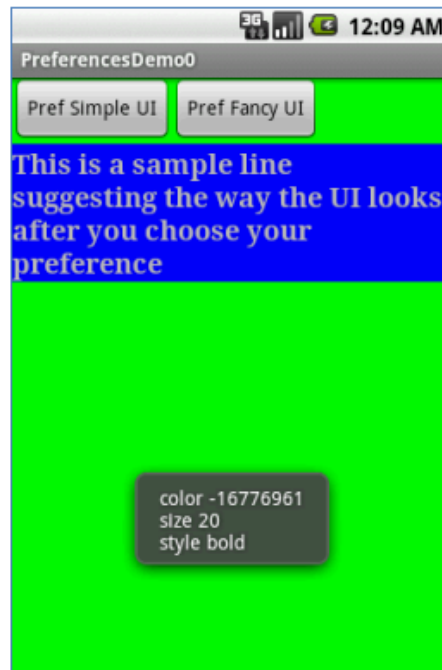 3G 12:09 AM
PreferencesDemo0
Pref Simple UI Pref Fancy UI
This is a sample line
suggesting the way the UI looks
after you choose your
preference
color -16776961
size 20
style bold